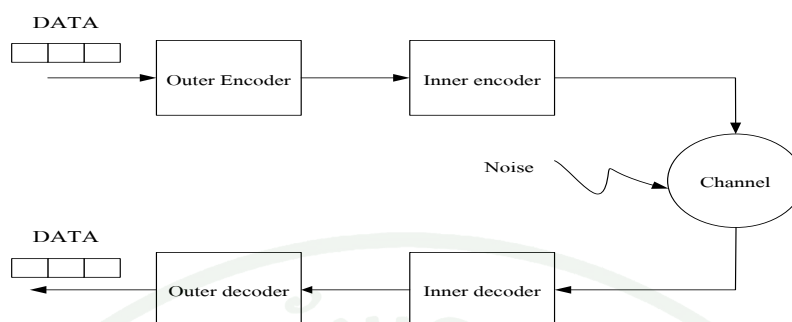 DATA
Outer Encoder
Inner encoder
Noise
Channel
DATA
Outer decoder
Inner decoder